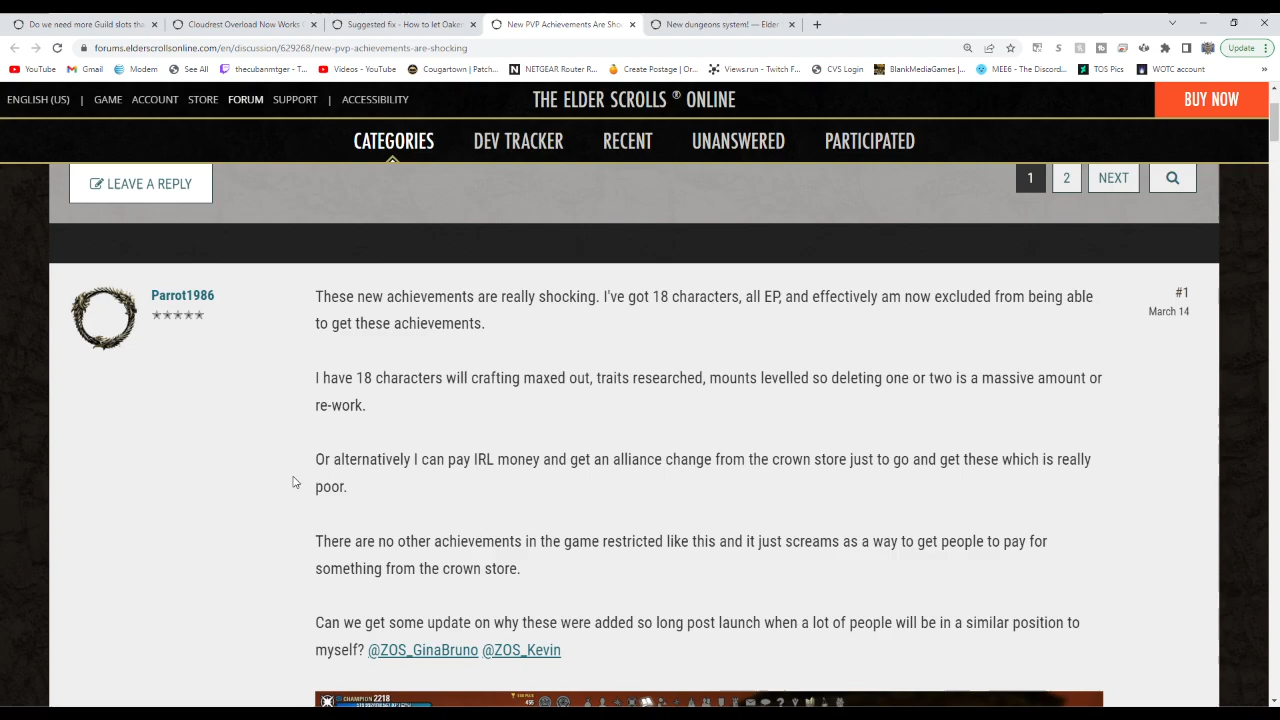 Do we need more Guild slots tha
Cloudrest Overload Now Works
Suggested fix - How to let Oaken
New PVP Achievements Are Sho
New dungeons system! — Elder
forums.elderscrollsonline.com/en/discussion/629268/new-pvp-achievements-are-shocking
Update
YouTube
Gmail
Modem
See All
thecubanmtger - T...
Videos - YouTube
Cougartown | Patch...
NETGEAR Router R...
Create Postage | Or...
Views.run - Twitch F...
CVS Login
BlankMediaGames |...
MEE6 - The Discord...
TOS Pics
WOTC account
ENGLISH (US) | GAME ACCOUNT STORE FORUM SUPPORT | ACCESSIBILITY
THE ELDER SCROLLS ® ONLINE
BUY NOW
CATEGORIES DEV TRACKER RECENT UNANSWERED PARTICIPATED
LEAVE A REPLY
1 2 NEXT
Parrot1986
#1
March 14
These new achievements are really shocking. I've got 18 characters, all EP, and effectively am now excluded from being able
to get these achievements.
I have 18 characters will crafting maxed out, traits researched, mounts levelled so deleting one or two is a massive amount or
re-work.
Or alternatively I can pay IRL money and get an alliance change from the crown store just to go and get these which is really
poor.
There are no other achievements in the game restricted like this and it just screams as a way to get people to pay for
something from the crown store.
Can we get some update on why these were added so long post launch when a lot of people will be in a similar position to
myself? @ZOS_GinaBruno @ZOS_Kevin
CHAMPION 2218